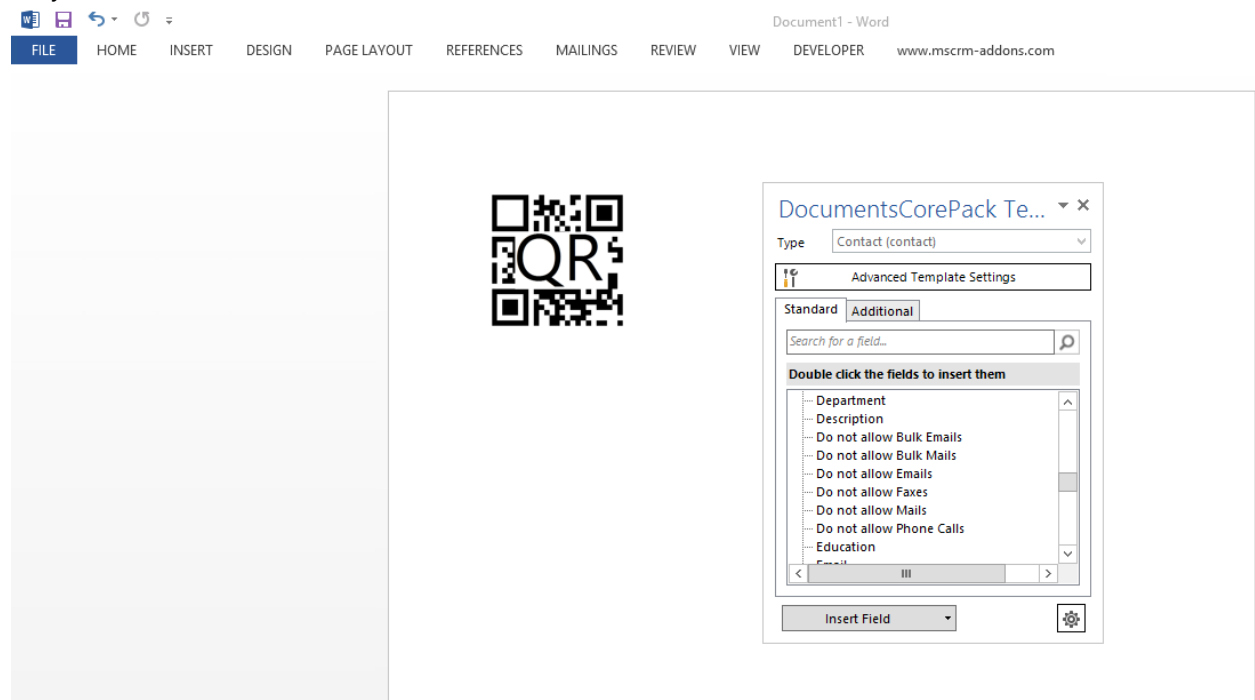 Document1 - Word
FILE HOME INSERT DESIGN PAGE LAYOUT REFERENCES MAILINGS REVIEW VIEW DEVELOPER www.mscrm-addons.com
QR
DocumentsCorePack Te...
Type Contact (contact)
Advanced Template Settings
Standard Additional
Search for a field...
Double click the fields to insert them
Department
Description
Do not allow Bulk Emails
Do not allow Bulk Mails
Do not allow Emails
Do not allow Faxes
Do not allow Mails
Do not allow Phone Calls
Education
Email
Insert Field